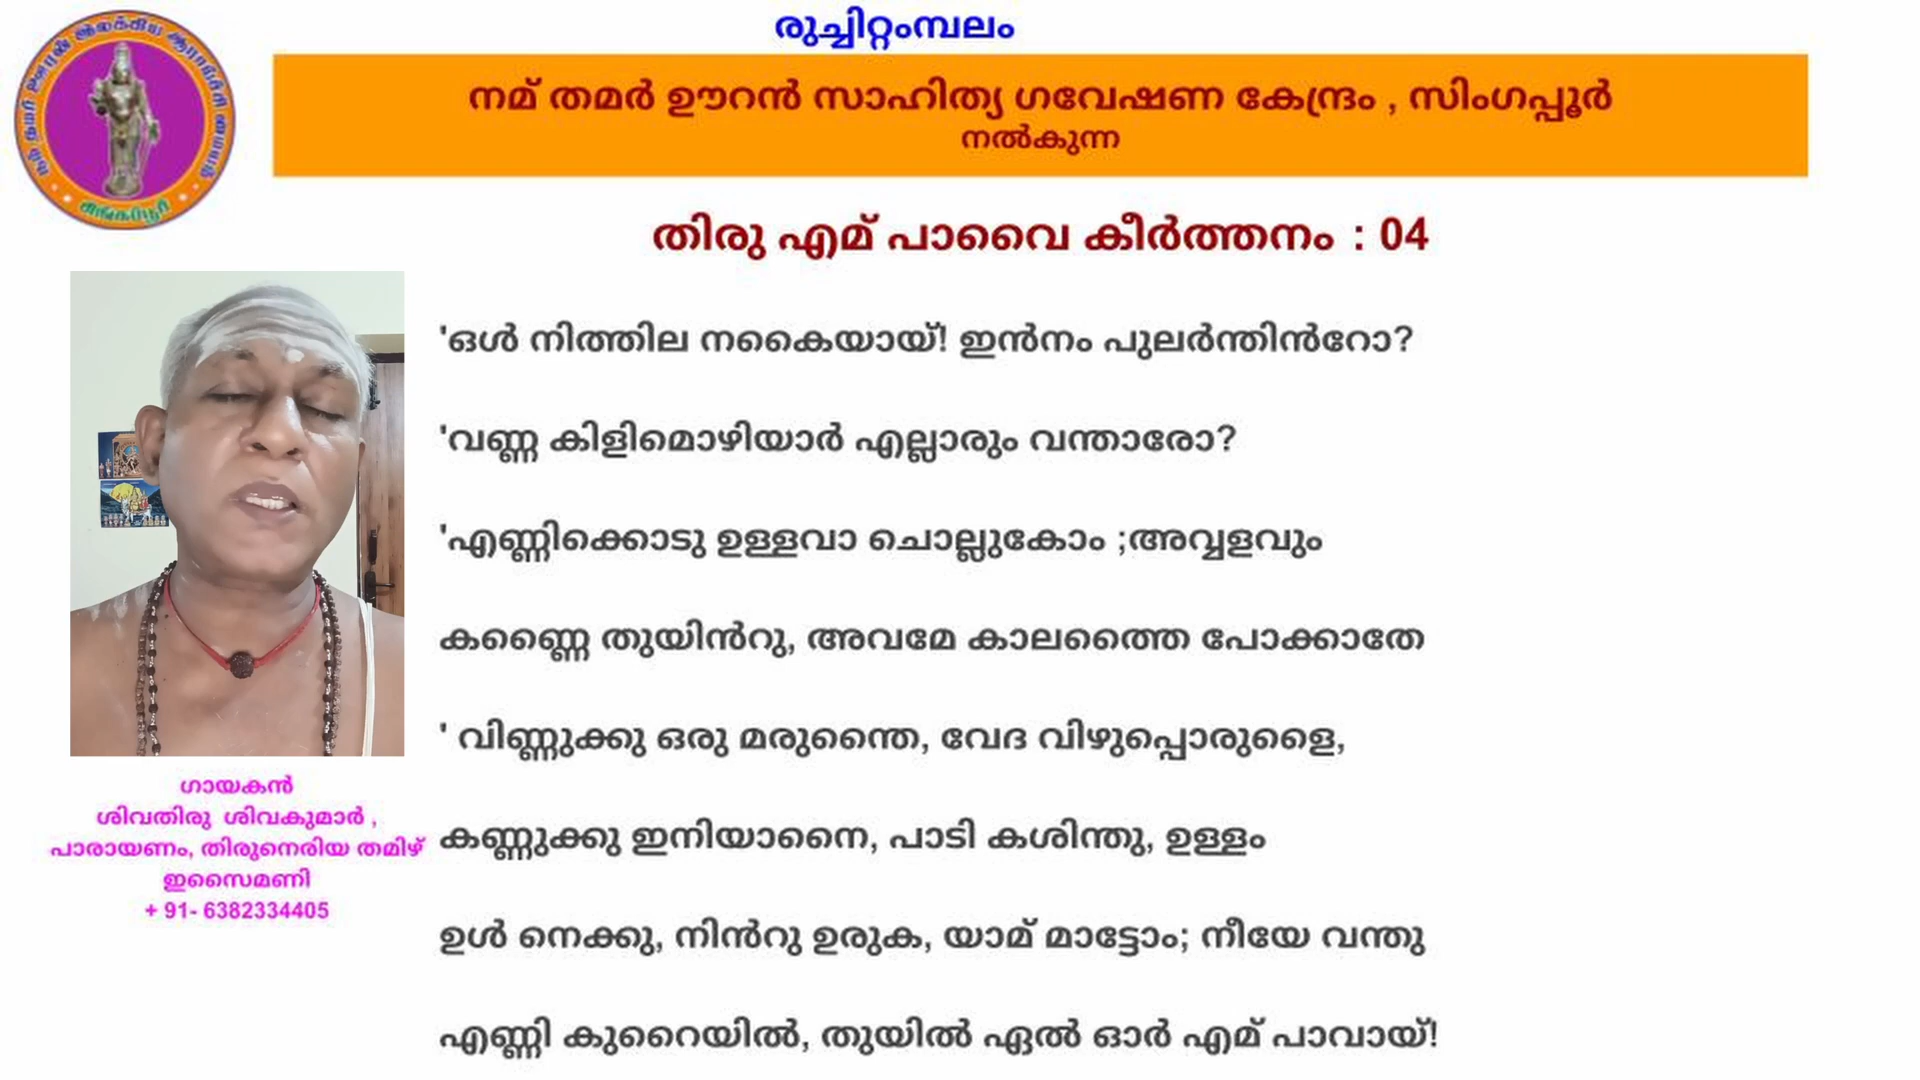 രുച്ചിറ്റംമ്പലം
നമ് തമർ ഊറൻ സാഹിത്യ ഗവേഷണ കേന്ദ്രം , സിംഗപ്പൂർ
നൽകുന്ന
തിരു എമ് പാവൈ കീർത്തനം : 04
'ഒൾ നിത്തില നകൈയായ്! ഇൻനം പുലർന്തിൻറോ?
'വണ്ണ കിളിമൊഴിയാർ എല്ലാരും വന്താരോ?
'എണ്ണിക്കൊടു ഉള്ളവാ ചൊല്ലുകോം ;അവ്വളവും
കണ്ണൈ തുയിൻറു, അവമേ കാലത്തൈ പോക്കാതേ
' വിണ്ണുക്കു ഒരു മരുന്തൈ, വേദ വിഴുപ്പൊരുളൈ,
കണ്ണുക്കു ഇനിയാനൈ, പാടി കശിന്തു, ഉള്ളം
ഉൾ നെക്കു, നിൻറു ഉരുക, യാമ് മാട്ടോം; നീയേ വന്തു
എണ്ണി കുറൈയിൽ, തുയിൽ ഏൽ ഓർ എമ് പാവായ്!
ഗായകൻ
ശിവതിരു ശിവകുമാർ ,
പാരായണം, തിരുനെരിയ തമിഴ്
ഇസൈമണി
+ 91- 6382334405